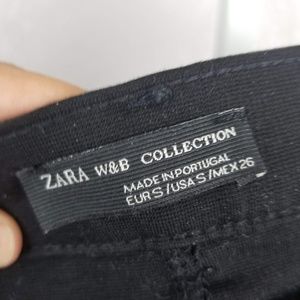 ZARA W&B COLLECTION
MADE IN PORTUGAL
EUR S / USA S / MEX 26